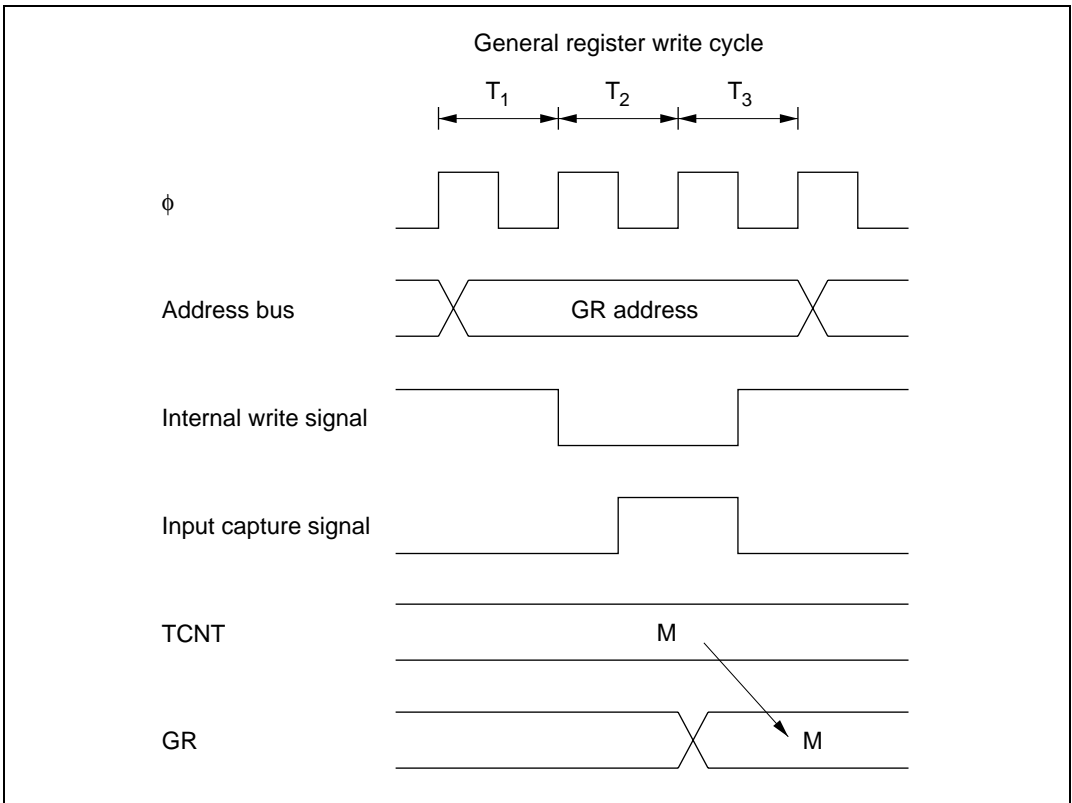 General register write cycle
T1 T2 T3
φ
Address bus GR address
Internal write signal
Input capture signal
TCNT M
GR M